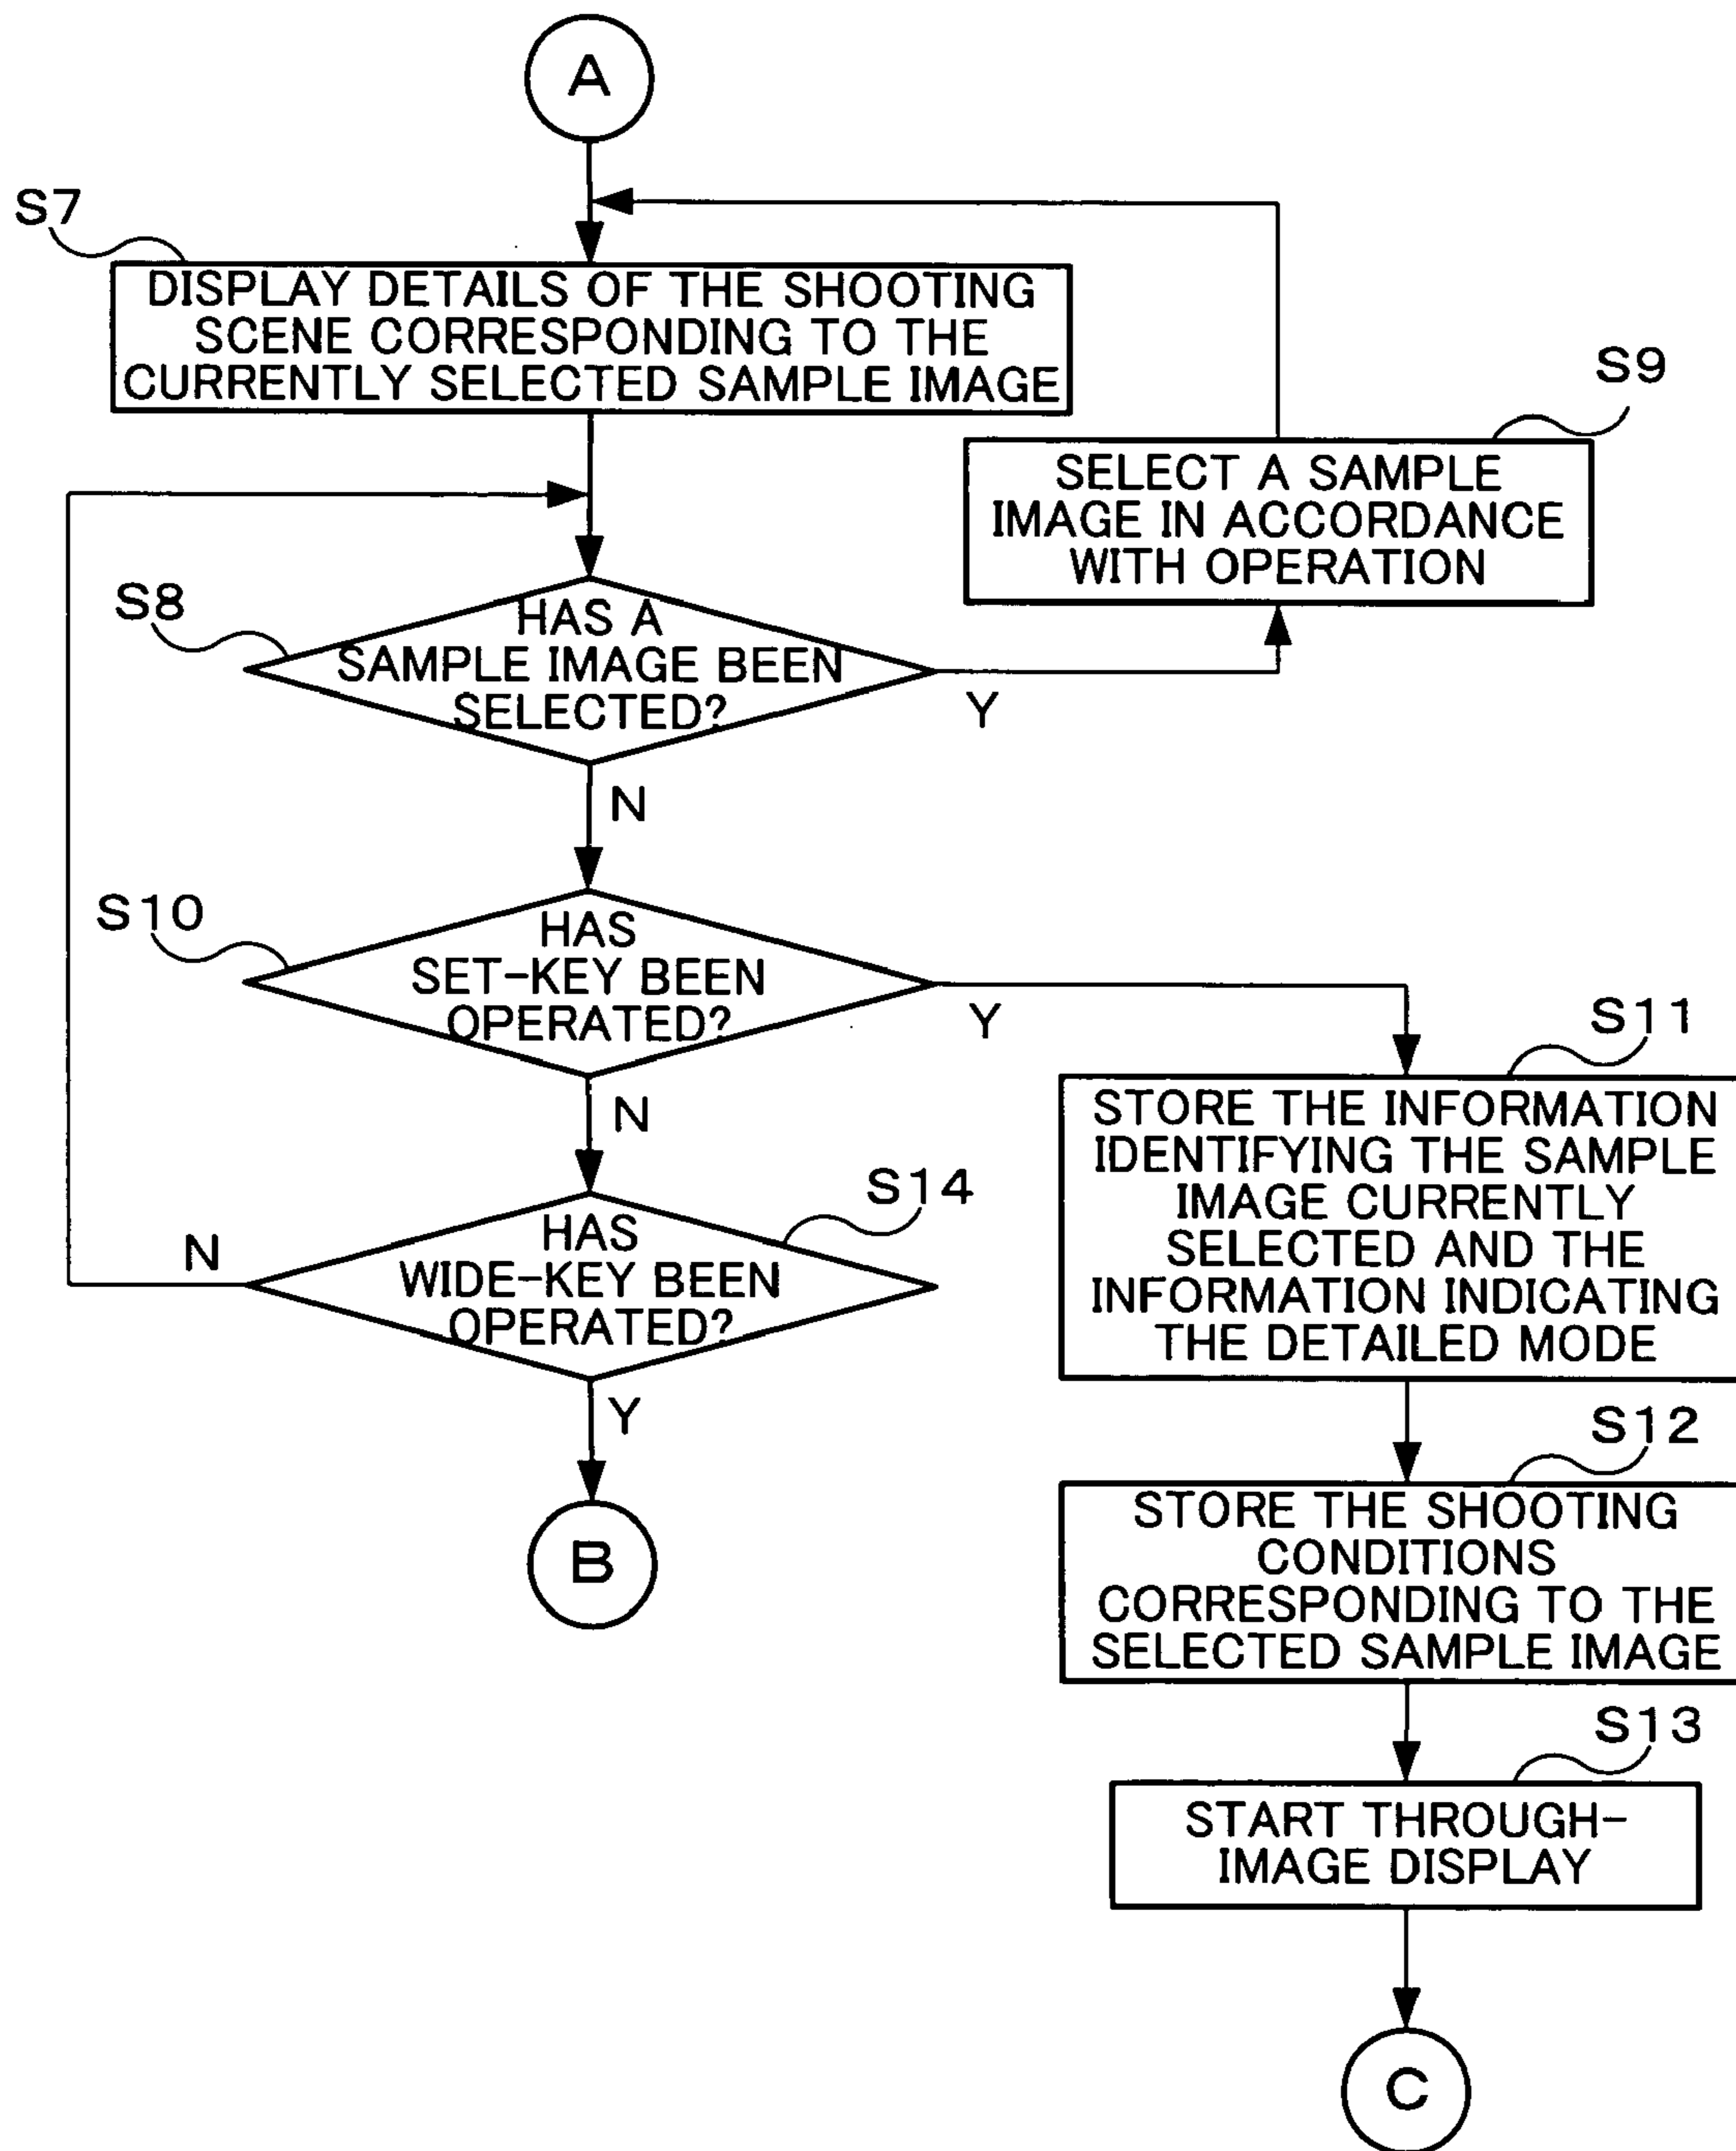 A
S7
DISPLAY DETAILS OF THE SHOOTING
SCENE CORRESPONDING TO THE
CURRENTLY SELECTED SAMPLE IMAGE
S9
SELECT A SAMPLE
IMAGE IN ACCORDANCE
WITH OPERATION
S8
HAS A
SAMPLE IMAGE BEEN
SELECTED?
Y
N
S10
HAS
SET-KEY BEEN
OPERATED?
Y
N
S11
STORE THE INFORMATION
IDENTIFYING THE SAMPLE
IMAGE CURRENTLY
SELECTED AND THE
INFORMATION INDICATING
THE DETAILED MODE
S14
HAS
WIDE-KEY BEEN
OPERATED?
N
Y
B
S12
STORE THE SHOOTING
CONDITIONS
CORRESPONDING TO THE
SELECTED SAMPLE IMAGE
S13
START THROUGH-
IMAGE DISPLAY
C